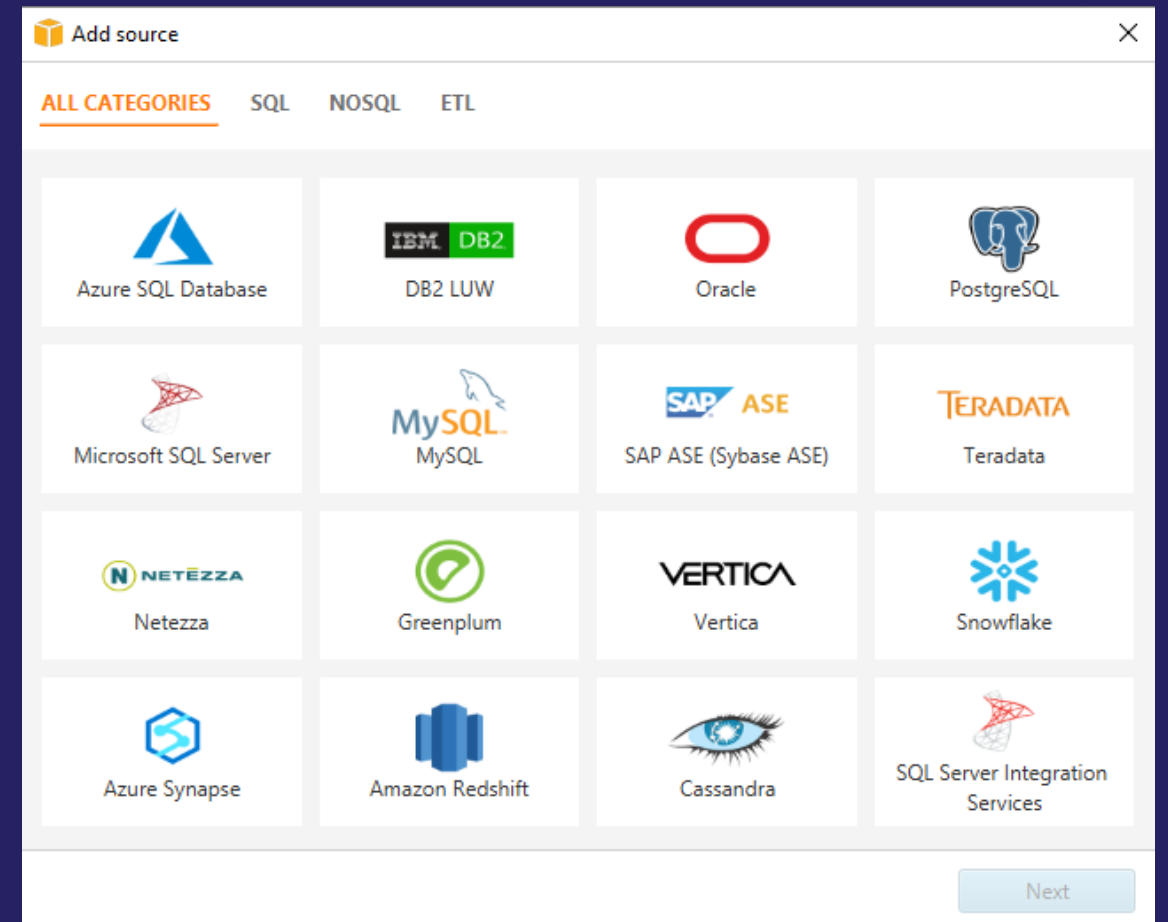 Add source
ALL CATEGORIES SQL NOSQL ETL
Azure SQL Database
IBM DB2
DB2 LUW
Oracle
PostgreSQL
Microsoft SQL Server
MySQL
MySQL
SAP ASE
SAP ASE (Sybase ASE)
TERADATA
Teradata
N NETĒZZA
Netezza
Greenplum
VERTICA
Vertica
Snowflake
Azure Synapse
Amazon Redshift
Cassandra
SQL Server Integration
Services
Next